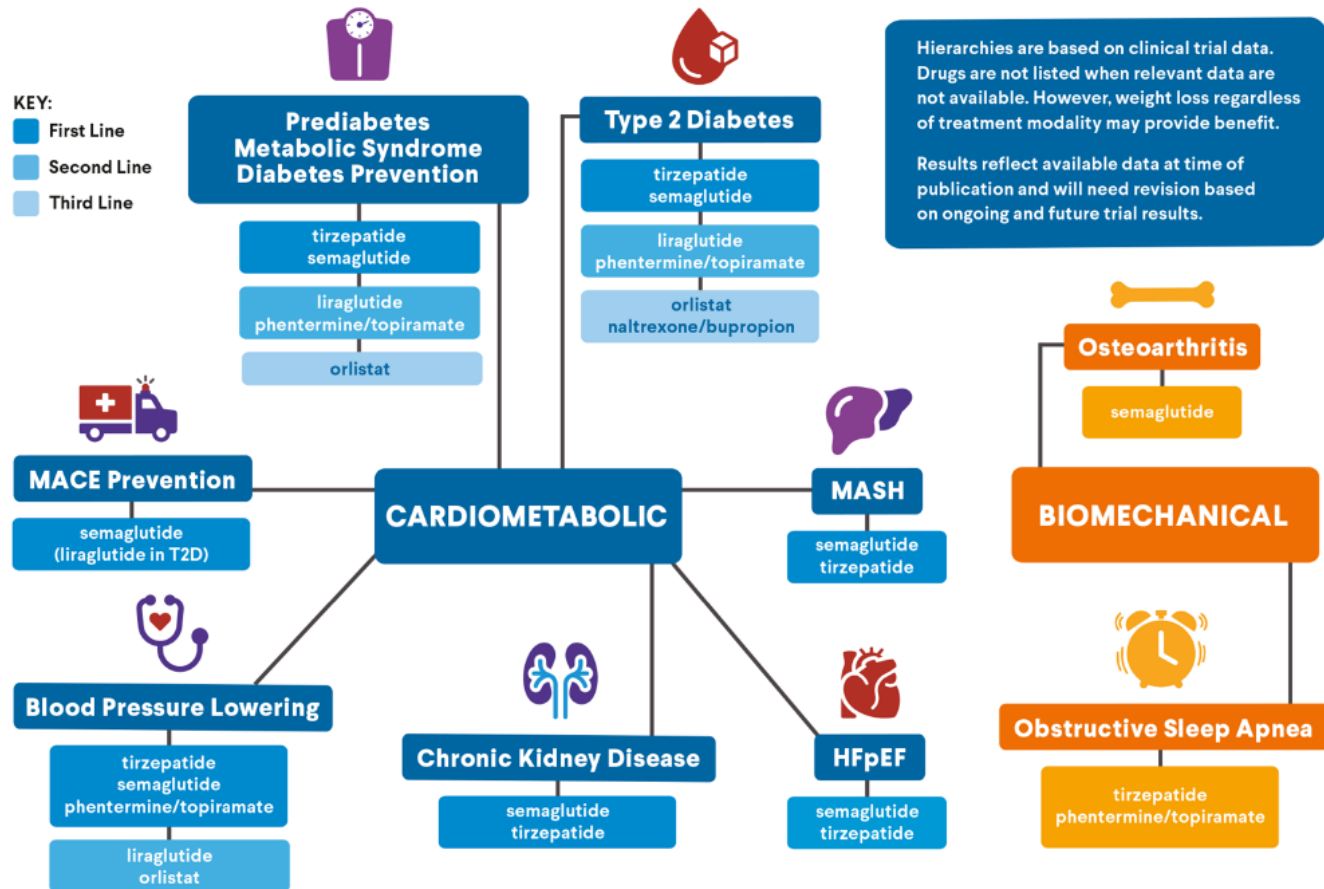 KEY:
First Line
Second Line
Third Line
Prediabetes
Metabolic Syndrome
Diabetes Prevention
tirzepatide
semaglutide
liraglutide
phentermine/topiramate
orlistat
Type 2 Diabetes
tirzepatide
semaglutide
liraglutide
phentermine/topiramate
orlistat
naltrexone/bupropion
Hierarchies are based on clinical trial data.
Drugs are not listed when relevant data are
not available. However, weight loss regardless
of treatment modality may provide benefit.
Results reflect available data at time of
publication and will need revision based
on ongoing and future trial results.
MACE Prevention
semaglutide
(liraglutide in T2D)
CARDIOMETABOLIC
MASH
semaglutide
tirzepatide
Osteoarthritis
semaglutide
BIOMECHANICAL
Blood Pressure Lowering
tirzepatide
semaglutide
phentermine/topiramate
liraglutide
orlistat
Chronic Kidney Disease
semaglutide
tirzepatide
HFpEF
semaglutide
tirzepatide
Obstructive Sleep Apnea
tirzepatide
phentermine/topiramate